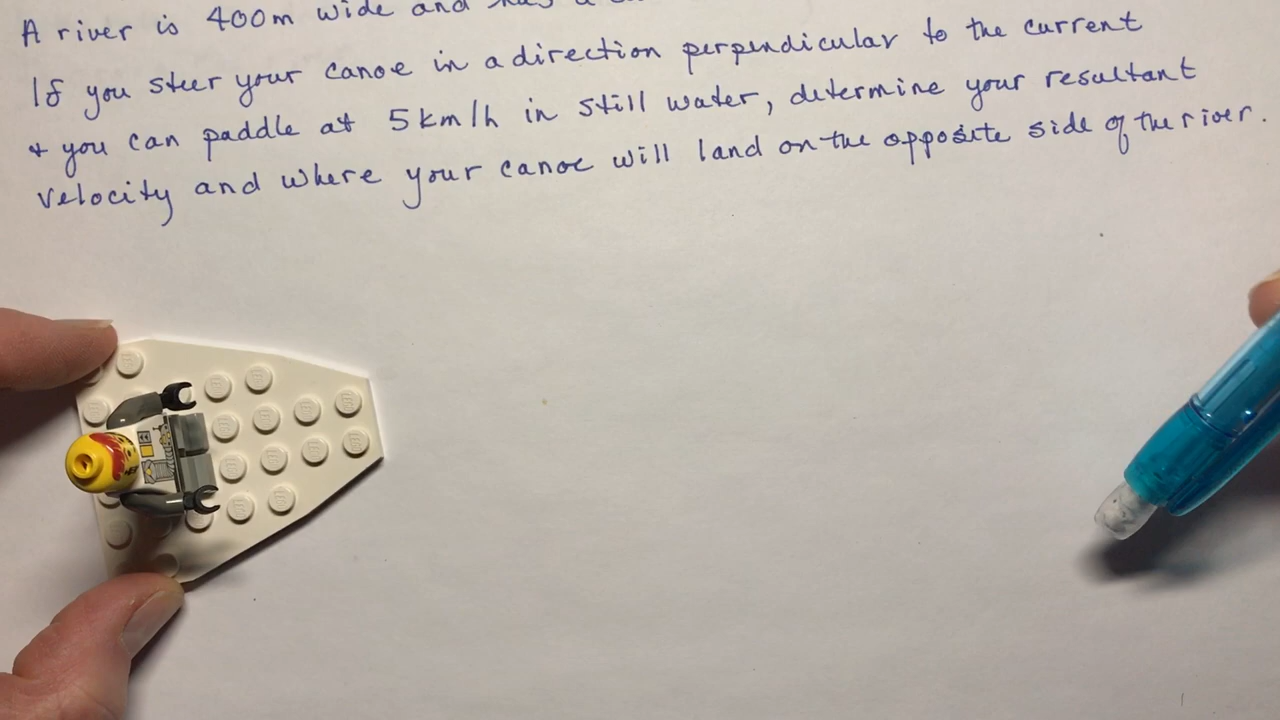 A river is 400m wide and
If you steer your canoe in a direction perpendicular to the current
+ you can paddle at 5km/h in still water, determine your resultant
velocity and where your canoe will land on the opposite side of the river.